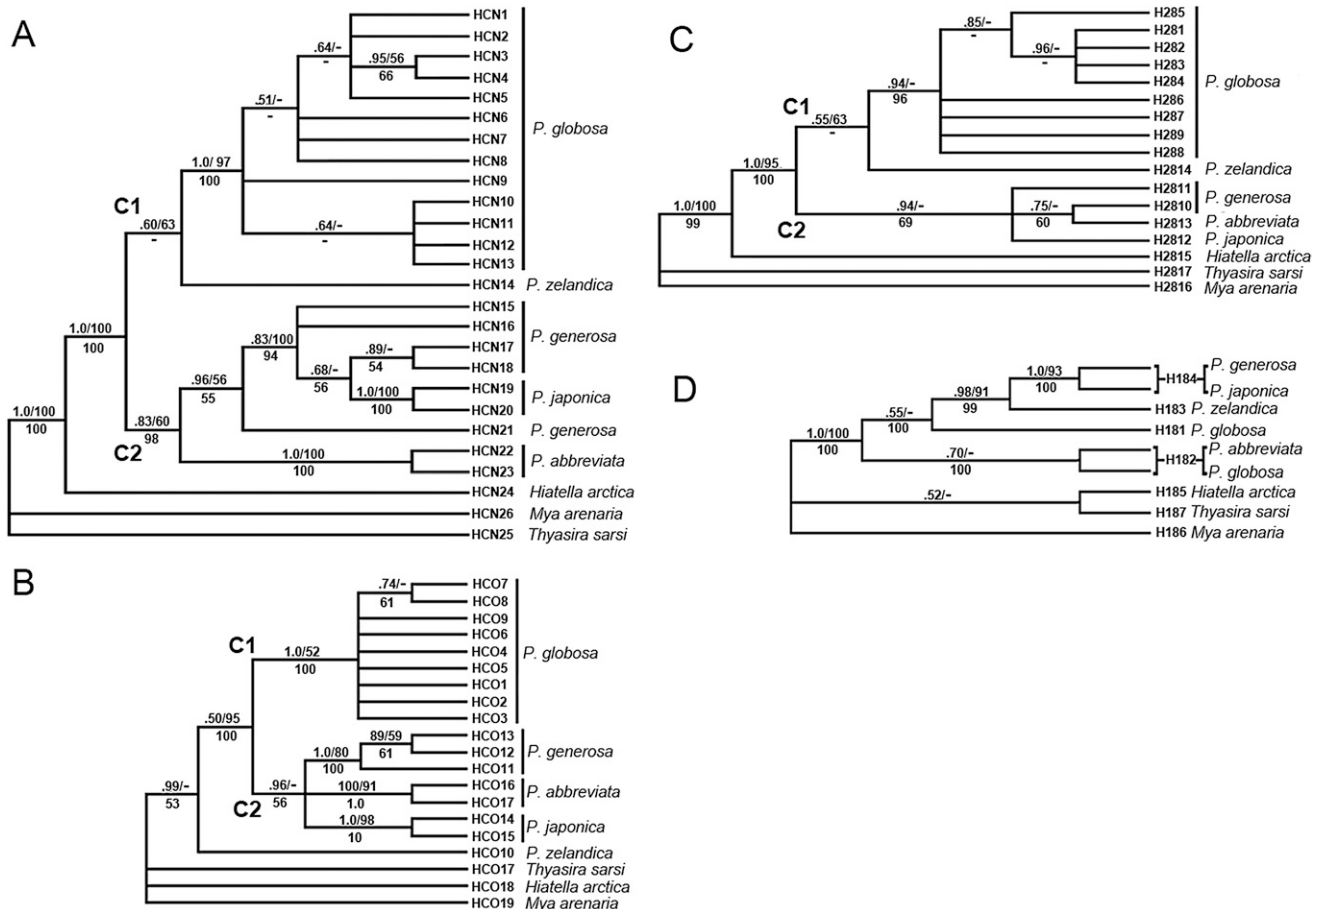 A
HCN1
HCN2
.64/-
-
.95/56
66
HCN3
HCN4
HCN5
.51/-
-
HCN6
HCN7
HCN8
P. globosa
1.0/ 97
100
HCN9
HCN10
HCN11
.64/-
-
HCN12
HCN13
C1
.60/63
-
HCN14 P. zelandica
HCN15
HCN16
.83/100
94
HCN17
HCN18
P. generosa
.89/-
54
.68/-
56
1.0/100
100
1.0/100
100
HCN19
HCN20
P. japonica
.96/56
55
HCN21 P. generosa
1.0/100
100
.83/60
98
C2
HCN22
HCN23
P. abbreviata
1.0/100
100
HCN24 Hiatella arctica
HCN26 Mya arenaria
HCN25 Thyasira sarsi
B
.74/-
61
HCO7
HCO8
HCO9
HCO6
HCO4
HCO5
HCO1
HCO2
HCO3
P. globosa
C1
1.0/52
100
.50/95
100
89/59
61
HCO13
HCO12
HCO11
P. generosa
1.0/80
100
.99/-
53
C2
.96/-
56
100/91
1.0
HCO16
HCO17
P. abbreviata
1.0/98
10
HCO14
HCO15
P. japonica
HCO10 P. zelandica
HCO17 Thyasira sarsi
HCO18 Hiatella arctica
HCO19 Mya arenaria
C
H285
H281
H282
H283
H284
H286
H287
H289
H288
P. globosa
.85/-
-
.96/-
-
.94/-
96
C1
.55/63
-
H2814 P. zelandica
1.0/95
100
H2811
H2810
P. generosa
.75/-
60
H2813 P. abbreviata
H2812 P. japonica
.94/-
69
C2
1.0/100
99
H2815 Hiatella arctica
H2817 Thyasira sarsi
H2816 Mya arenaria
D
1.0/93
100
H184
P. generosa
P. japonica
.98/91
99
H183 P. zelandica
.55/-
100
H181 P. globosa
1.0/100
100
.70/-
100
H182
P. abbreviata
P. globosa
.52/-
H185 Hiatella arctica
H187 Thyasira sarsi
H186 Mya arenaria